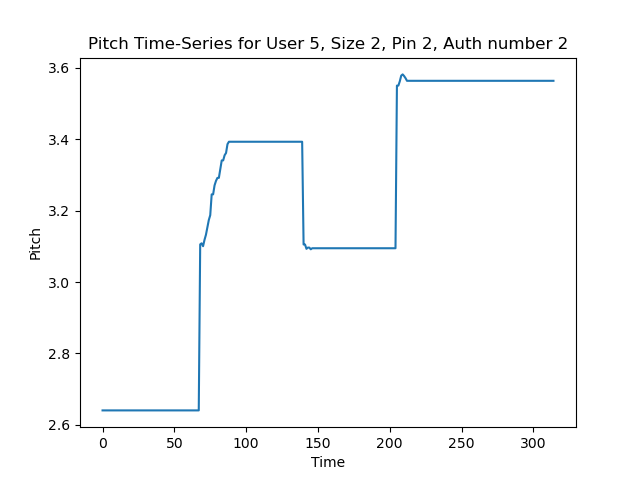 Pitch Time-Series for User 5, Size 2, Pin 2, Auth number 2
3.6
3.4
3.2
3.0
2.8
2.6
Pitch
0 50 100 150 200 250 300
Time